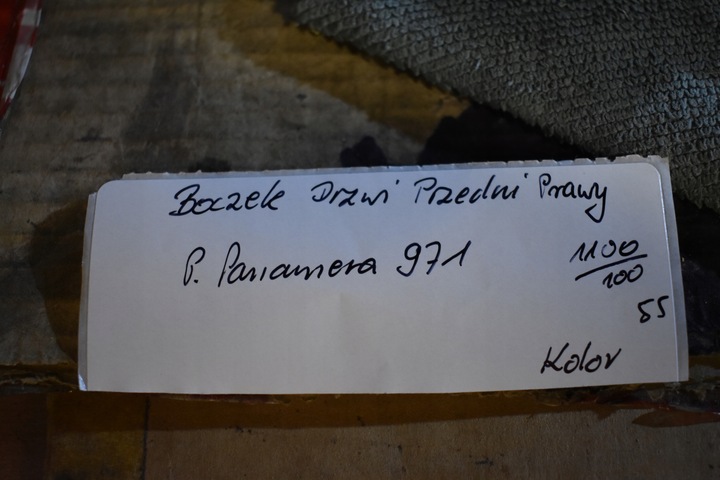 Boczek Drzwi Przedni Prawy
P. Panamera 971
1100
100
55
Kolor